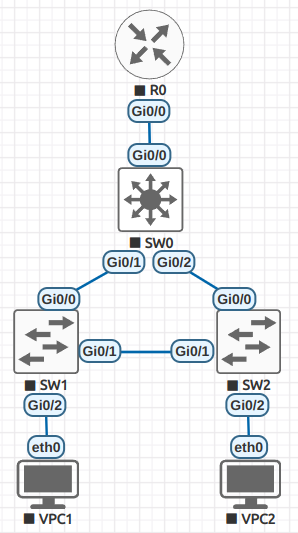 R0
Gi0/0
Gi0/0
SW0
Gi0/1 Gi0/2
Gi0/0 Gi0/0
Gi0/1 Gi0/1
SW1 SW2
Gi0/2 Gi0/2
eth0 eth0
VPC1 VPC2